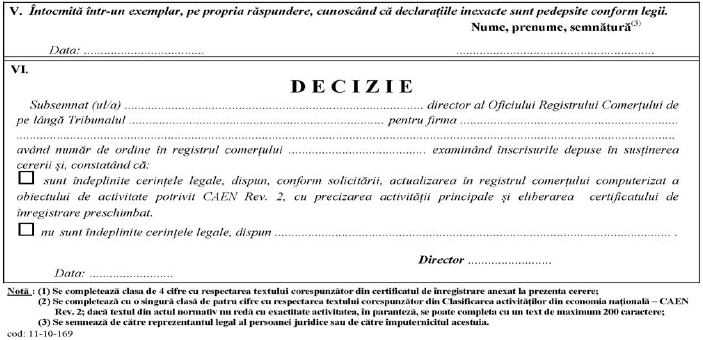 V. Întocmită într-un exemplar, pe propria răspundere, cunoscând că declarațiile inexacte sunt pedepsite conform legii.
Nume, prenume, semnătură(3)
Data: .................................... ...........................................................
VI.
DECIZIE
Subsemnat (ul/a) ......................................................................................... director al Oficiului Registrului Comerțului de
pe lângă Tribunalul ............................................................................ pentru firma .................................................................
....................................................................................................................................................................................................
având număr de ordine în registrul comerțului ......................................... examinând înscrisurile depuse în susținerea
cererii și, constatând că:
sunt îndeplinite cerințele legale, dispun, conform solicitării, actualizarea în registrul comerțului computerizat a
obiectului de activitate potrivit CAEN Rev. 2, cu precizarea activității principale și eliberarea certificatului de
înregistrare preschimbat.
nu sunt îndeplinite cerințele legale, dispun ...................................................................................................................... .
Director .........................
Data: .........................
Notă : (1) Se completează clasa de 4 cifre cu respectarea textului corespunzător din certificatul de înregistrare anexat la prezenta cerere;
(2) Se completează cu o singură clasă de patru cifre cu respectarea textului corespunzător din Clasificarea activităților din economia națională – CAEN
Rev. 2; dacă textul din actul normativ nu redă cu exactitate activitatea, în paranteză, se poate completa cu un text de maximum 200 caractere;
(3) Se semnează de către reprezentantul legal al persoanei juridice sau de către împuternicitul acestuia.
cod: 11-10-169